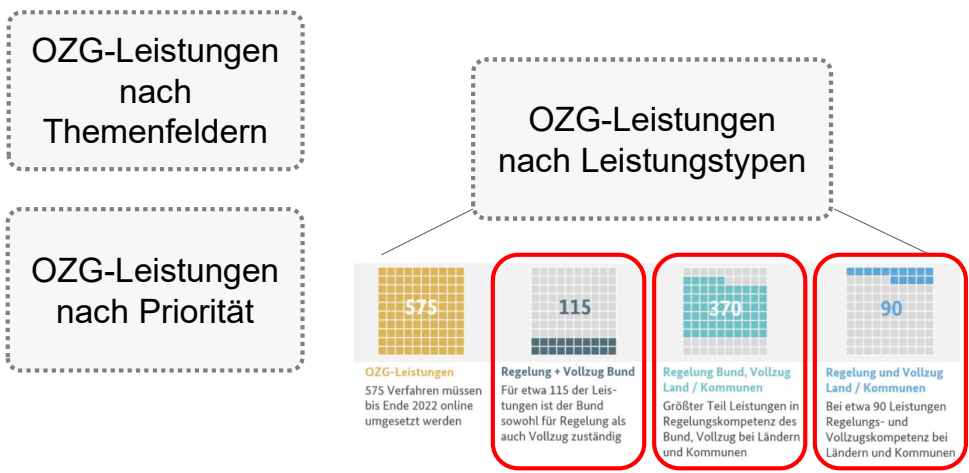 OZG-Leistungen
nach
Themenfeldern
OZG-Leistungen
nach Priorität
OZG-Leistungen
nach Leistungstypen
575
OZG-Leistungen
575 Verfahren müssen
bis Ende 2022 online
umgesetzt werden
115
Regelung + Vollzug Bund
Für etwa 115 der Leis-
tungen ist der Bund
sowohl für Regelung als
auch Vollzug zuständig
370
Regelung Bund, Vollzug
Land / Kommunen
Größter Teil Leistungen in
Regelungskompetenz des
Bund, Vollzug bei Ländern
und Kommunen
90
Regelung und Vollzug
Land / Kommunen
Bei etwa 90 Leistungen
Regelungs- und
Vollzugskompetenz bei
Ländern und Kommunen